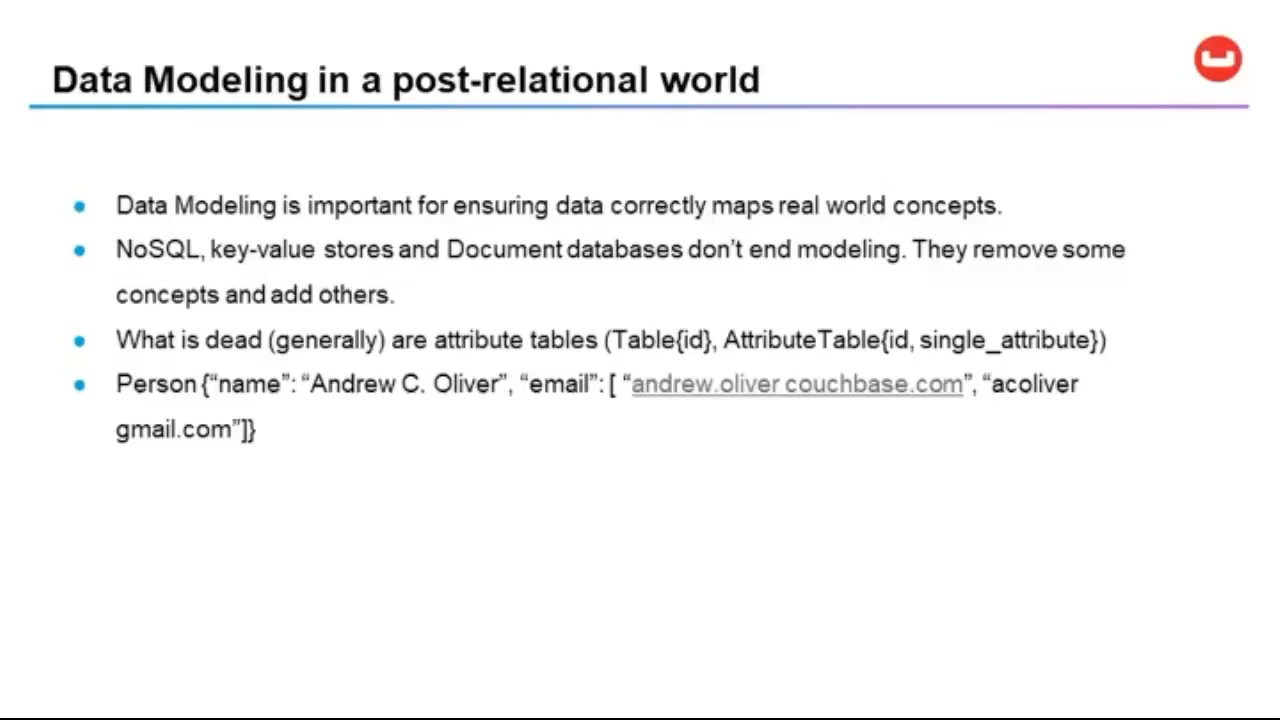 Data Modeling in a post-relational world
● Data Modeling is important for ensuring data correctly maps real world concepts.
● NoSQL, key-value stores and Document databases don’t end modeling. They remove some
concepts and add others.
● What is dead (generally) are attribute tables (Table{id}, AttributeTable{id, single_attribute})
● Person {“name”: “Andrew C. Oliver”, “email”: [ “andrew.oliver couchbase.com”, “acoliver
gmail.com”]}